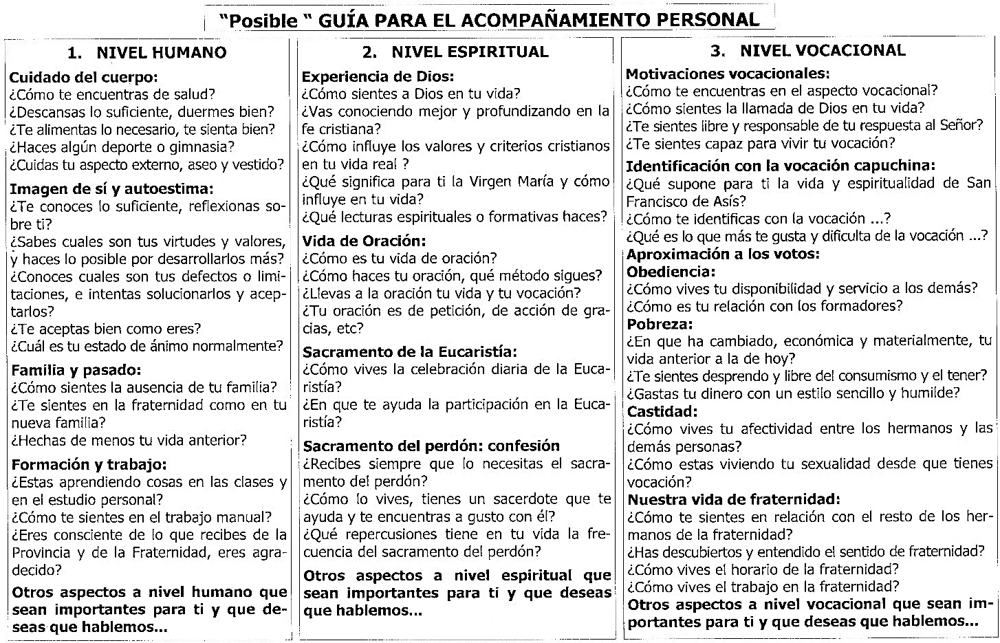 "Posible " GUÍA PARA EL ACOMPAÑAMIENTO PERSONAL
1. NIVEL HUMANO
Cuidado del cuerpo:
¿Cómo te encuentras de salud?
¿Descansas lo suficiente, duermes bien?
¿Te alimentas lo necesario, te sienta bien?
¿Haces algún deporte o gimnasia?
¿Cuidas tu aspecto externo, aseo y vestido?
Imagen de sí y autoestima:
¿Te conoces lo suficiente, reflexionas so-
bre ti?
¿Sabes cuales son tus virtudes y valores,
y haces lo posible por desarrollarlos más?
¿Conoces cuales son tus defectos o limi-
taciones, e intentas solucionarlos y acep-
tarlos?
¿Te aceptas bien como eres?
¿Cuál es tu estado de ánimo normalmente?
Familia y pasado:
¿Cómo sientes la ausencia de tu familia?
¿Te sientes en la fraternidad como en tu
nueva familia?
¿Hechas de menos tu vida anterior?
Formación y trabajo:
¿Estas aprendiendo cosas en las clases y
en el estudio personal?
¿Cómo te sientes en el trabajo manual?
¿Eres consciente de lo que recibes de la
Provincia y de la Fraternidad, eres agra-
decido?
Otros aspectos a nivel humano que
sean importantes para ti y que de-
seas que hablemos...
2. NIVEL ESPIRITUAL
Experiencia de Dios:
¿Cómo sientes a Dios en tu vida?
¿Vas conociendo mejor y profundizando en la
fe cristiana?
¿Cómo influye los valores y criterios cristianos
en tu vida real ?
¿Qué significa para ti la Virgen María y cómo
influye en tu vida?
¿Qué lecturas espirituales o formativas haces?
Vida de Oración:
¿Cómo es tu vida de oración?
¿Cómo haces tu oración, qué método sigues?
¿Llevas a la oración tu vida y tu vocación?
¿Tu oración es de petición, de acción de gra-
cias, etc?
Sacramento de la Eucaristía:
¿Cómo vives la celebración diaria de la Euca-
ristía?
¿En que te ayuda la participación en la Euca-
ristía?
Sacramento del perdón: confesión
¿Recibes siempre que lo necesitas el sacra-
mento del perdón?
¿Cómo lo vives, tienes un sacerdote que te
ayuda y te encuentras a gusto con él?
¿Qué repercusiones tiene en tu vida la fre-
cuencia del sacramento del perdón?
Otros aspectos a nivel espiritual que
sean importantes para ti y que deseas
que hablemos...
3. NIVEL VOCACIONAL
Motivaciones vocacionales:
¿Cómo te encuentras en el aspecto vocacional?
¿Cómo sientes la llamada de Dios en tu vida?
¿Te sientes libre y responsable de tu respuesta al Señor?
¿Te sientes capaz para vivir tu vocación?
Identificación con la vocación capuchina:
¿Qué supone para ti la vida y espiritualidad de San
Francisco de Asís?
¿Cómo te identificas con la vocación ...?
¿Qué es lo que más te gusta y dificulta de la vocación ...?
Aproximación a los votos:
Obediencia:
¿Cómo vives tu disponibilidad y servicio a los demás?
¿Cómo es tu relación con los formadores?
Pobreza:
¿En que ha cambiado, económica y materialmente, tu
vida anterior a la de hoy?
¿Te sientes desprendo y libre del consumismo y el tener?
¿Gastas tu dinero con un estilo sencillo y humilde?
Castidad:
¿Cómo vives tu afectividad entre los hermanos y las
demás personas?
¿Cómo estas viviendo tu sexualidad desde que tienes
vocación?
Nuestra vida de fraternidad:
¿Cómo te sientes en relación con el resto de los her-
manos de la fraternidad?
¿Has descubiertos y entendido el sentido de fraternidad?
¿Cómo vives el horario de la fraternidad?
¿Cómo vives el trabajo en la fraternidad?
Otros aspectos a nivel vocacional que sean im-
portantes para ti y que deseas que hablemos...